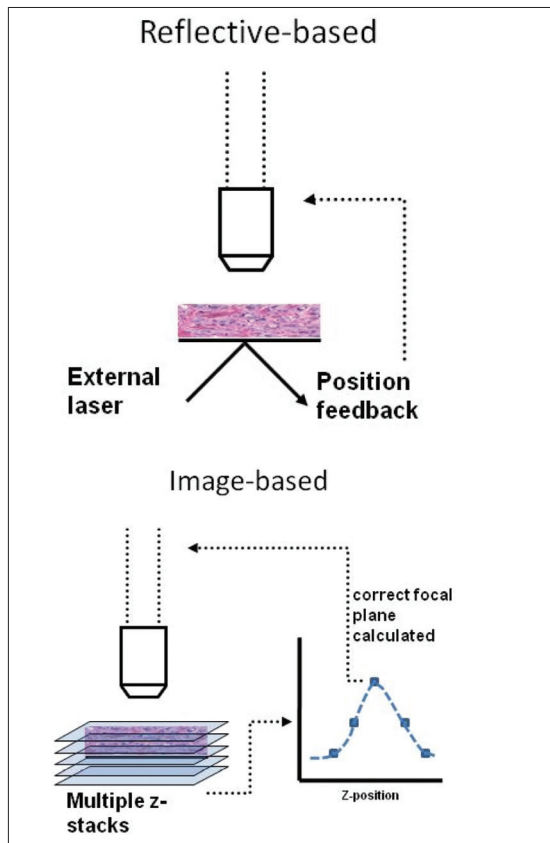 Reflective-based
External
laser
Position
feedback
Image-based
correct focal
plane
calculated
Multiple z-
stacks
Z-position